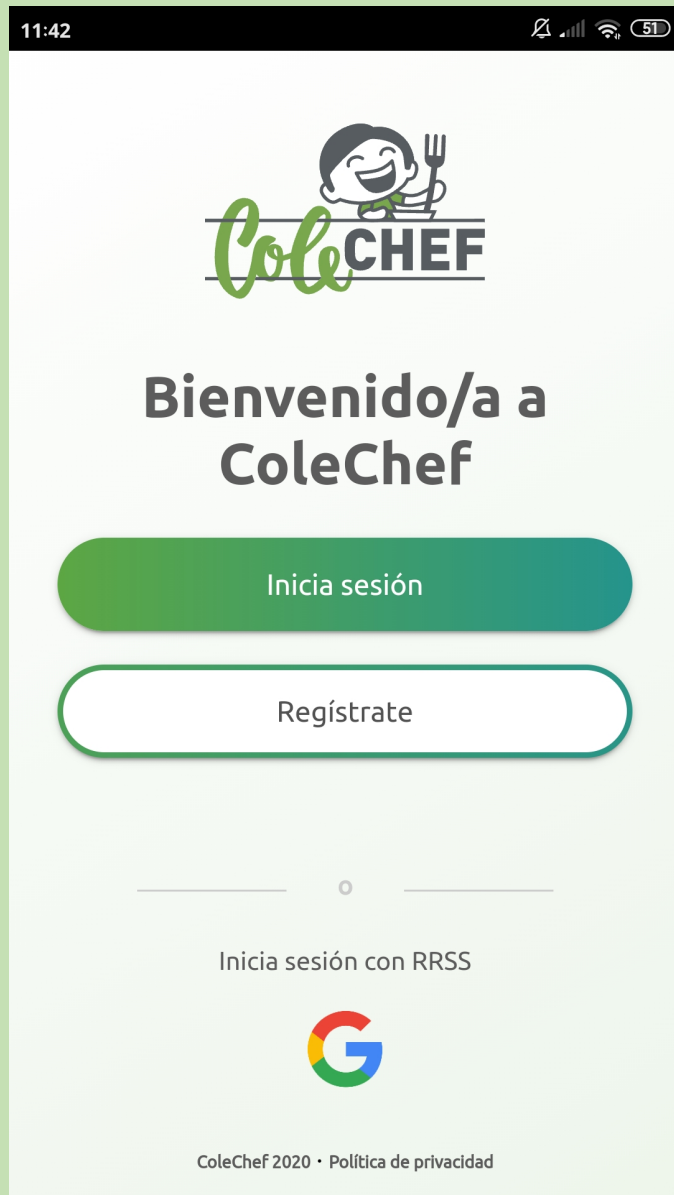 11:42
51
ColeCHEF
Bienvenido/a a
ColeChef
Inicia sesión
Regístrate
o
Inicia sesión con RRSS
G
ColeChef 2020 · Política de privacidad